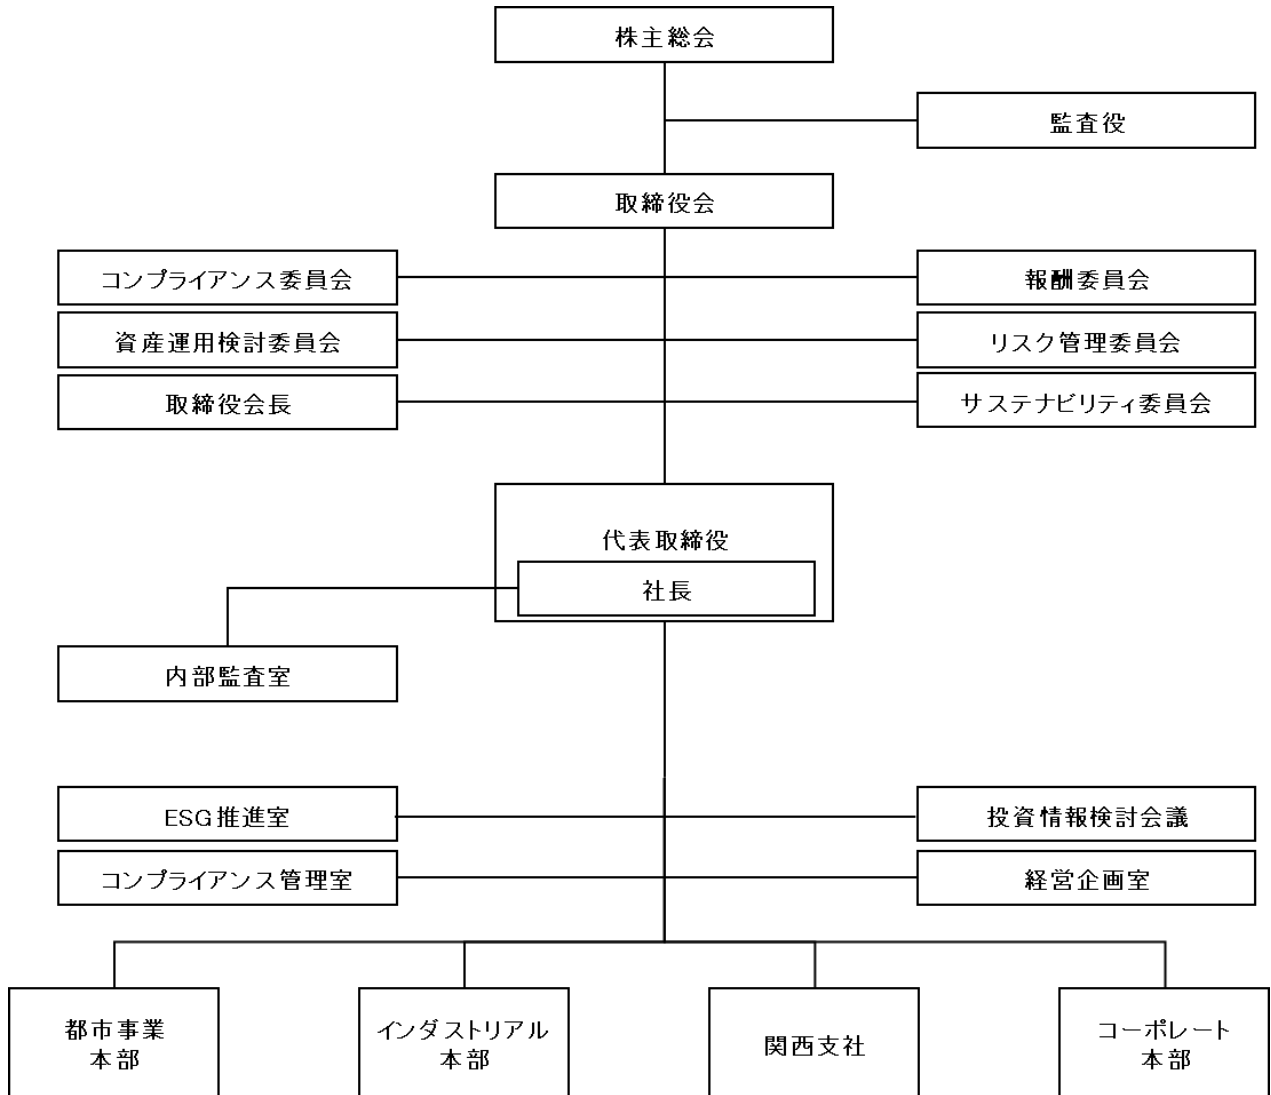 株主総会
監査役
取締役会
コンプライアンス委員会
報酬委員会
資産運用検討委員会
リスク管理委員会
取締役会長
サステナビリティ委員会
代表取締役
社長
内部監査室
ESG推進室
投資情報検討会議
コンプライアンス管理室
経営企画室
都市事業
本部
インダストリアル
本部
関西支社
コーポレート
本部